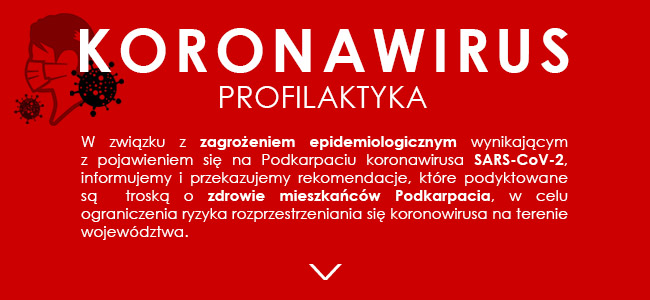 KORONAWIRUS
PROFILAKTYKA
W związku z zagrożeniem epidemiologicznym wynikającym
z pojawieniem się na Podkarpaciu koronawirusa SARS-CoV-2,
informujemy i przekazujemy rekomendacje, które podyktowane
są troską o zdrowie mieszkańców Podkarpacia, w celu
ograniczenia ryzyka rozprzestrzeniania się koronowirusa na terenie
województwa.